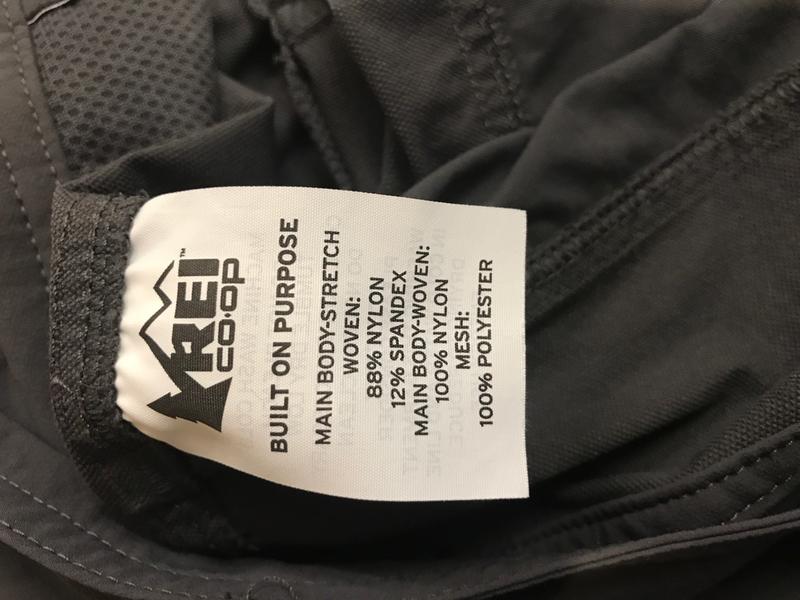 REI™
CO·OP
BUILT ON PURPOSE
MAIN BODY-STRETCH
WOVEN:
88% NYLON
12% SPANDEX
MAIN BODY-WOVEN:
100% NYLON
MESH:
100% POLYESTER